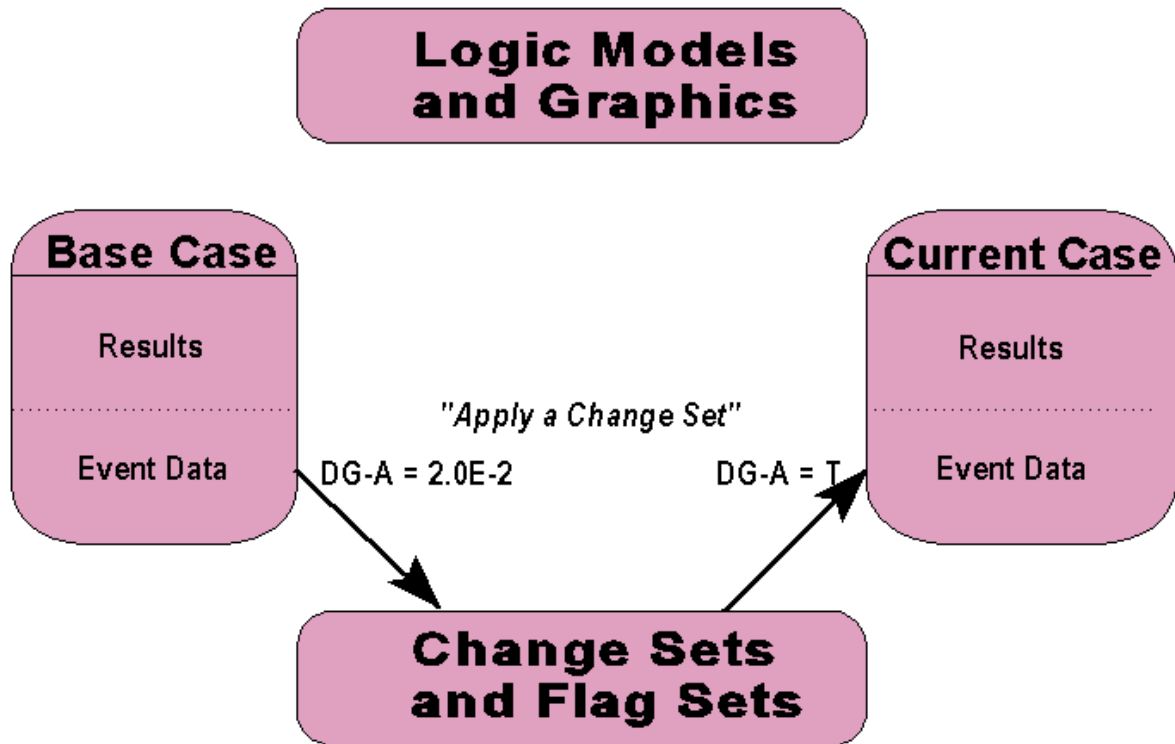 Logic Models
and Graphics
Base Case
Results
Event Data
Current Case
Results
Event Data
"Apply a Change Set"
DG-A = 2.0E-2
DG-A = T
Change Sets
and Flag Sets